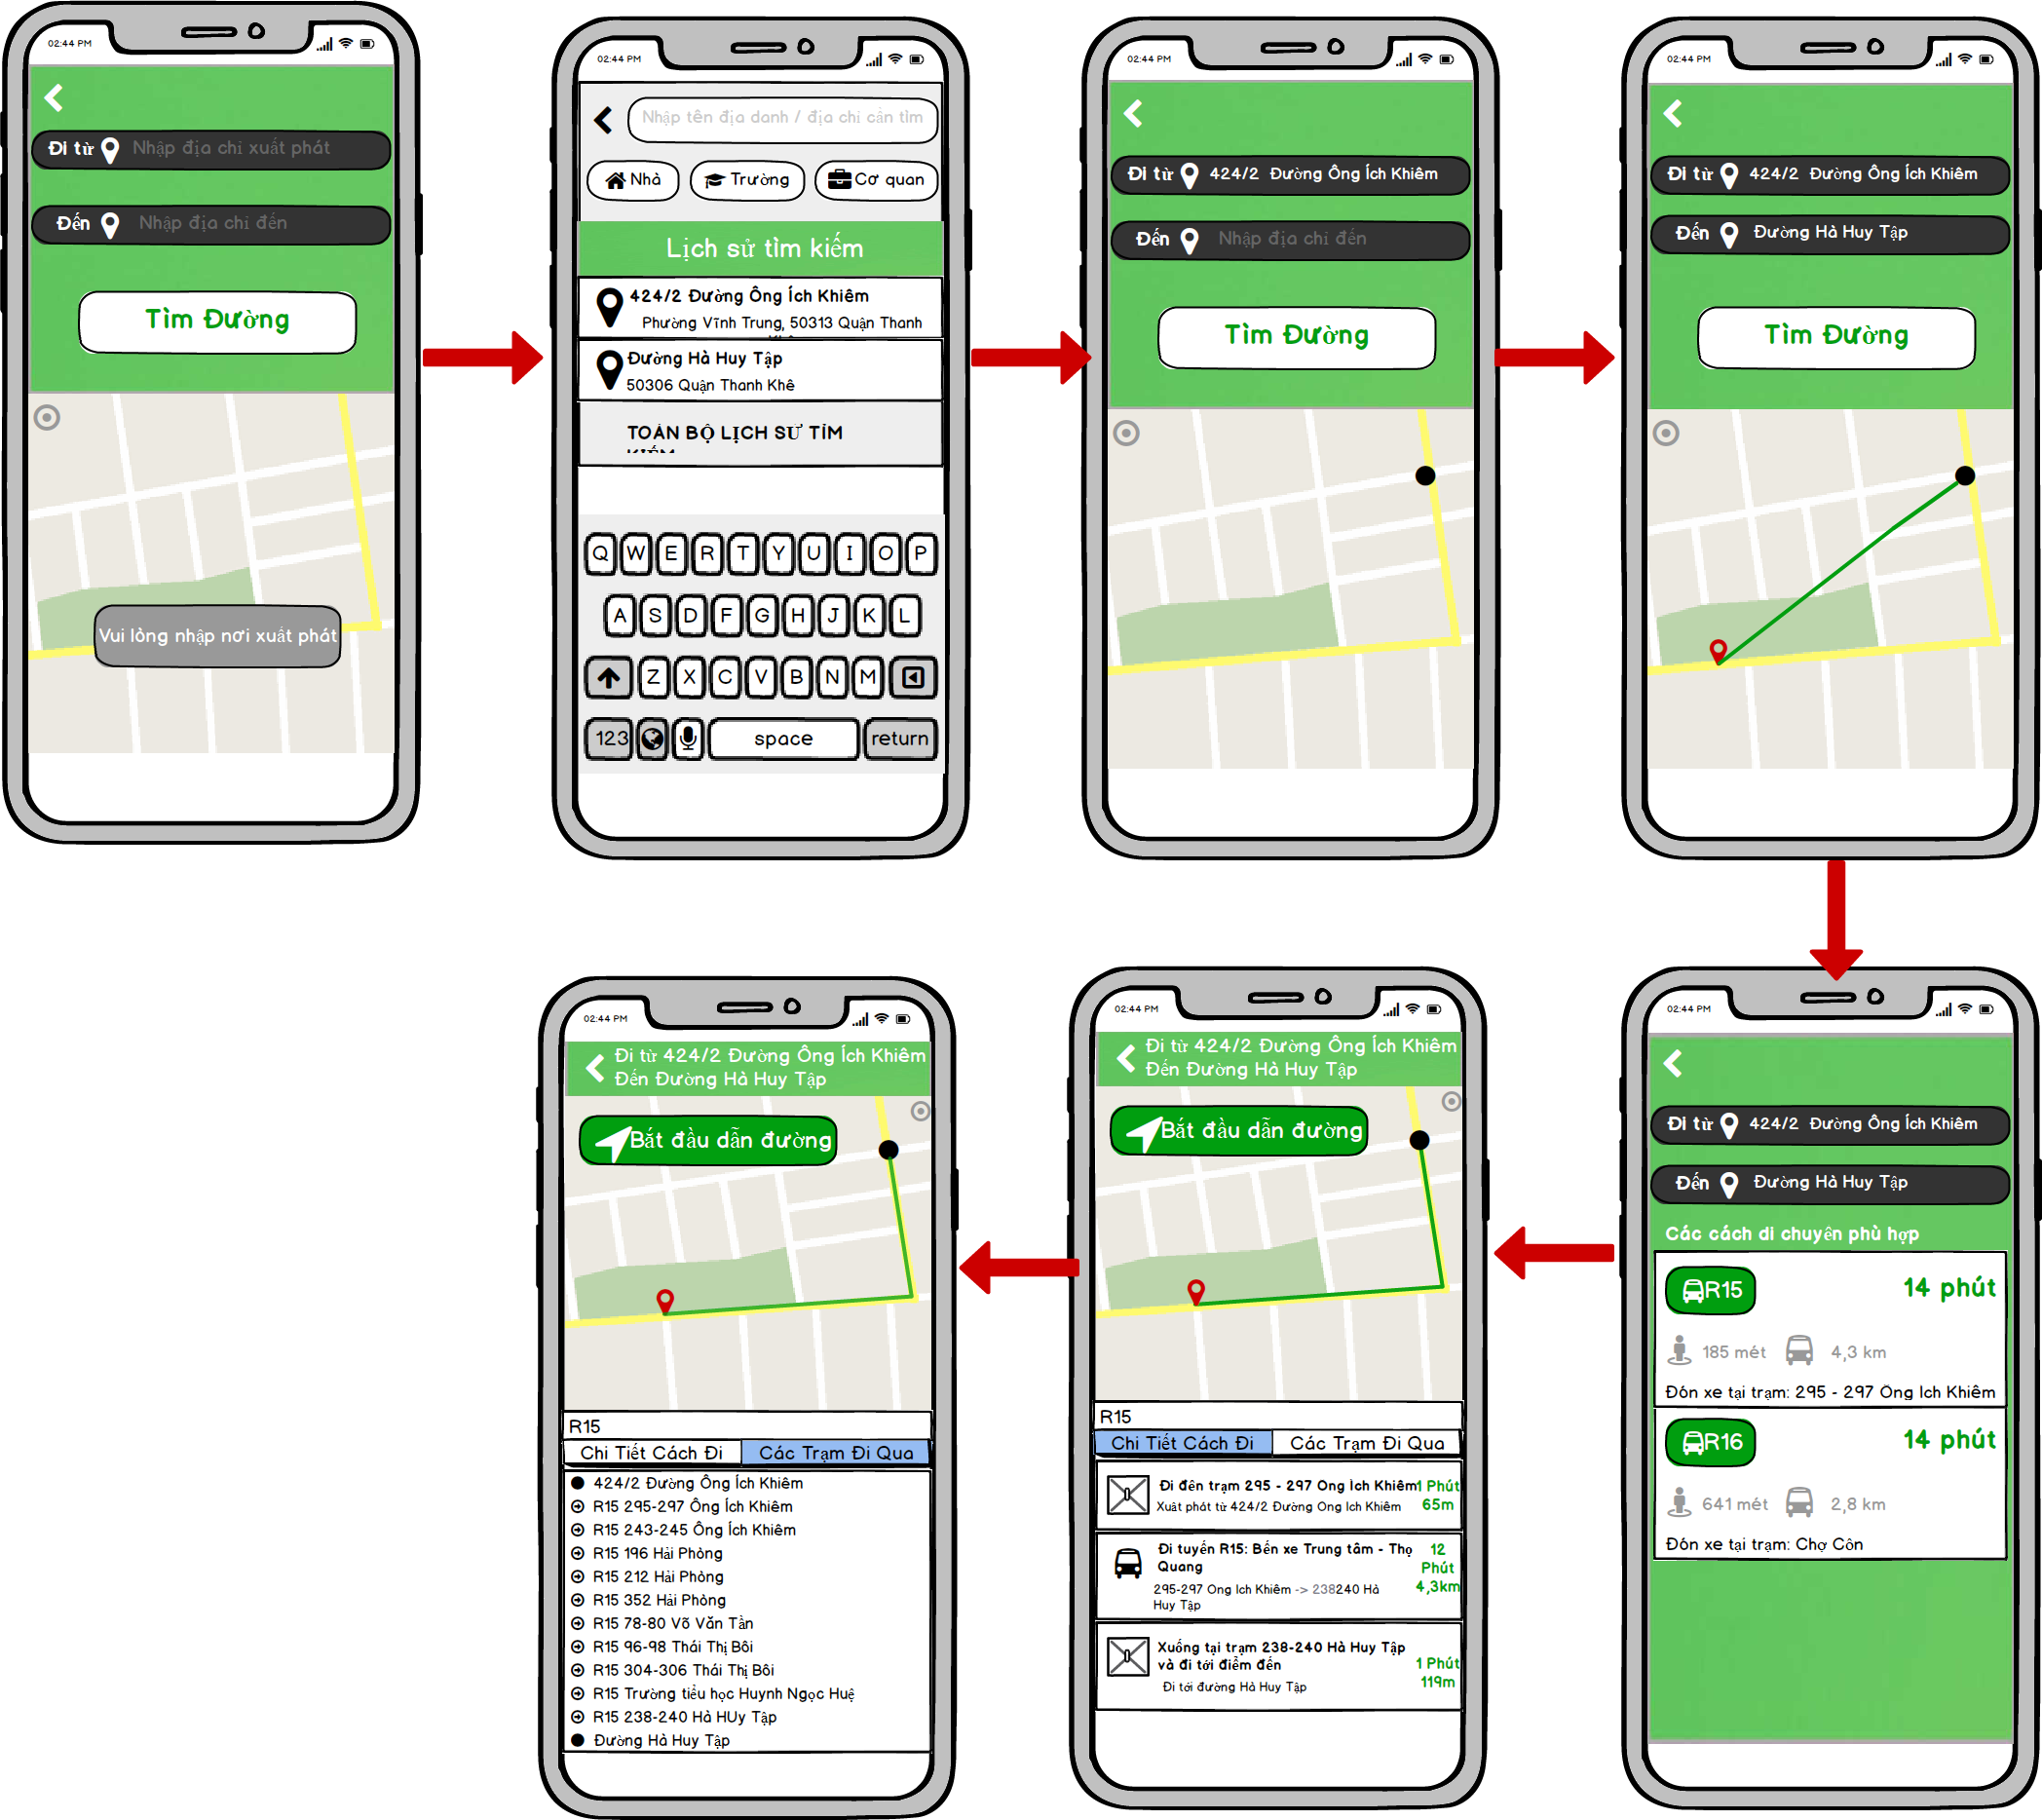 02:44 PM
Đi từ Nhập địa chỉ xuất phát
Đến Nhập địa chỉ đến
Tìm Đường
Vui lòng nhập nơi xuất phát
02:44 PM
Nhập tên địa danh / địa chỉ cần tìm
Nhà Trường Cơ quan
Lịch sử tìm kiếm
424/2 Đường Ông Ích Khiêm
Phường Vĩnh Trung, 50313 Quận Thanh
Đường Hà Huy Tập
50306 Quận Thanh Khê
TOÀN BỘ LỊCH SỬ TÌM
KIẾM
Q W E R T Y U I O P
A S D F G H J K L
Z X C V B N M
123 space return
02:44 PM
Đi từ 424/2 Đường Ông Ích Khiêm
Đến Nhập địa chỉ đến
Tìm Đường
02:44 PM
Đi từ 424/2 Đường Ông Ích Khiêm
Đến Đường Hà Huy Tập
Tìm Đường
02:44 PM
Đi từ 424/2 Đường Ông Ích Khiêm
Đến Đường Hà Huy Tập
Các cách di chuyển phù hợp
R15 14 phút
185 mét 4,3 km
Đón xe tại trạm: 295 - 297 Ông Ích Khiêm
R16 14 phút
641 mét 2,8 km
Đón xe tại trạm: Chợ Cồn
02:44 PM
Đi từ 424/2 Đường Ông Ích Khiêm
Đến Đường Hà Huy Tập
Bắt đầu dẫn đường
R15
Chi Tiết Cách Đi Các Trạm Đi Qua
Đi đến trạm 295 - 297 Ông Ích Khiêm 1 Phút
Xuất phát từ 424/2 Đường Ông Ích Khiêm 65m
Đi tuyến R15: Bến xe Trung tâm - Thọ
Quang
12
Phút
4,3km
295-297 Ông Ích Khiêm -> 238240 Hà
Huy Tập
Xuống tại trạm 238-240 Hà Huy Tập
và đi tới điểm đến
1 Phút
119m
Đi tới đường Hà Huy Tập
02:44 PM
Đi từ 424/2 Đường Ông Ích Khiêm
Đến Đường Hà Huy Tập
Bắt đầu dẫn đường
R15
Chi Tiết Cách Đi Các Trạm Đi Qua
424/2 Đường Ông Ích Khiêm
R15 295-297 Ông Ích Khiêm
R15 243-245 Ông Ích Khiêm
R15 196 Hải Phòng
R15 212 Hải Phòng
R15 352 Hải Phòng
R15 78-80 Võ Văn Tần
R15 96-98 Thái Thị Bôi
R15 304-306 Thái Thị Bôi
R15 Trường tiểu học Huynh Ngọc Huệ
R15 238-240 Hà HUy Tập
Đường Hà Huy Tập